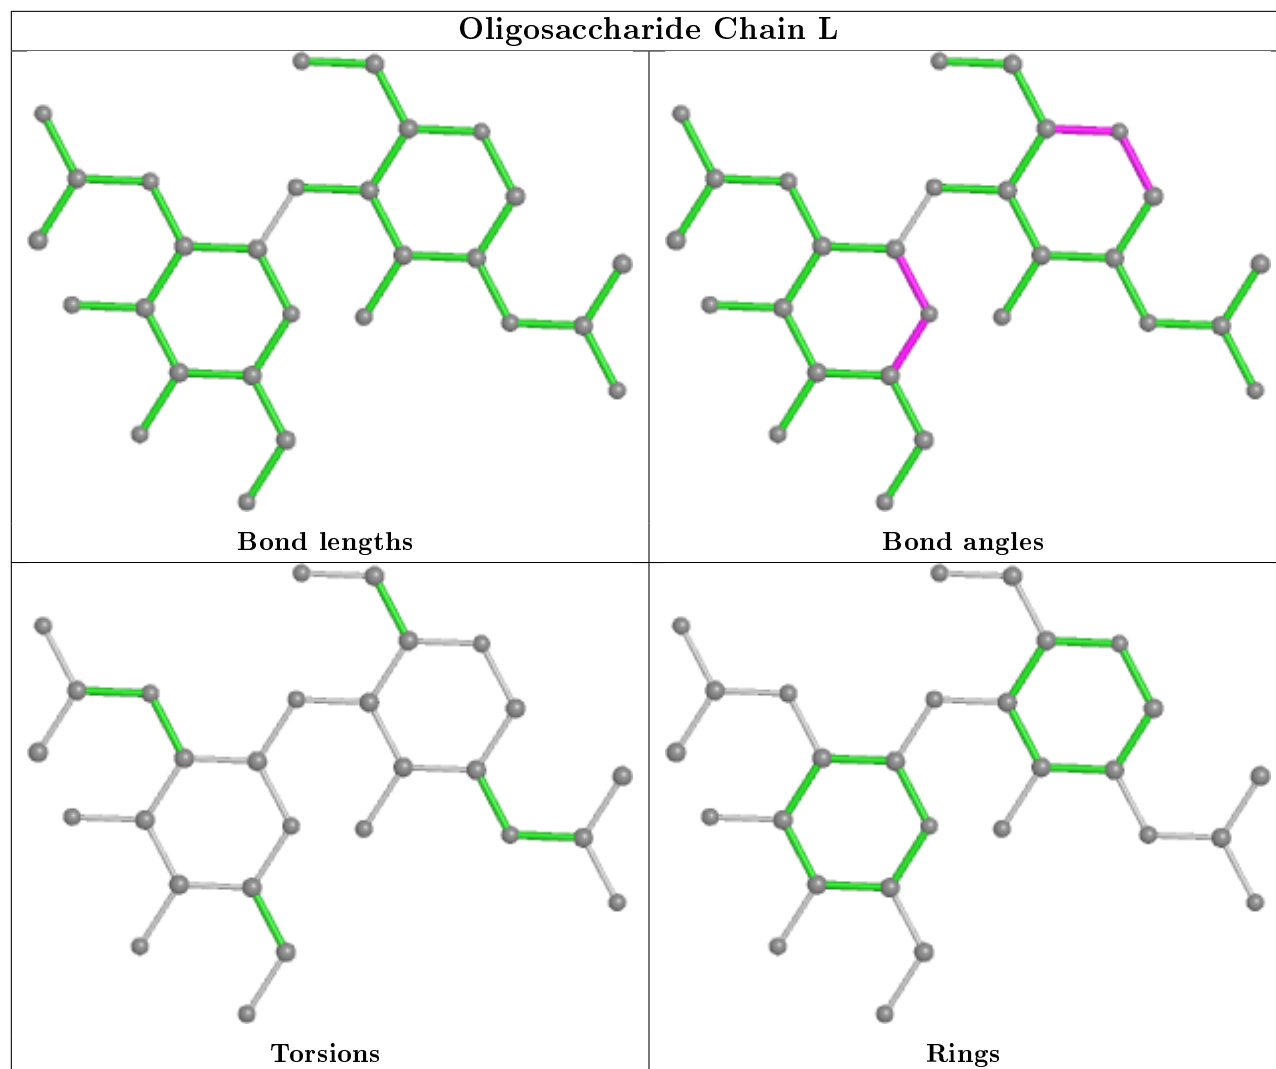 Oligosaccharide Chain L
Bond lengths
Bond angles
Torsions
Rings